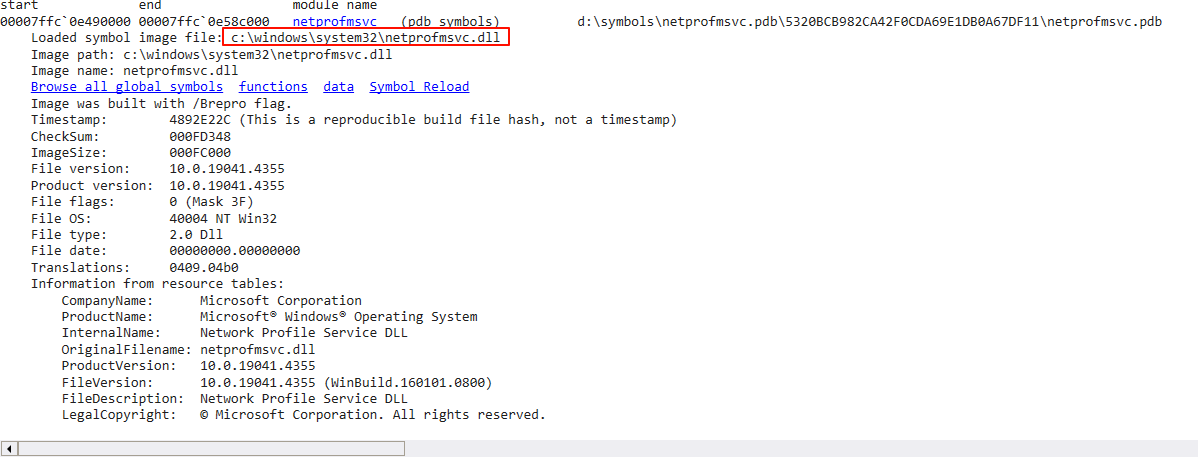 start             end                 module name
00007ffc`0e490000 00007ffc`0e58c000   netprofmsvc   (pdb symbols)          d:\symbols\netprofmsvc.pdb\5320BCB982CA42F0CDA69E1DB0A67DF11\netprofmsvc.pdb
    Loaded symbol image file: c:\windows\system32\netprofmsvc.dll
    Image path: c:\windows\system32\netprofmsvc.dll
    Image name: netprofmsvc.dll
    Browse all global symbols  functions  data  Symbol Reload
    Image was built with /Brepro flag.
    Timestamp:        4892E22C (This is a reproducible build file hash, not a timestamp)
    CheckSum:         000FD348
    ImageSize:        000FC000
    File version:     10.0.19041.4355
    Product version:  10.0.19041.4355
    File flags:       0 (Mask 3F)
    File OS:          40004 NT Win32
    File type:        2.0 Dll
    File date:        00000000.00000000
    Translations:     0409.04b0
    Information from resource tables:
        CompanyName:      Microsoft Corporation
        ProductName:      Microsoft® Windows® Operating System
        InternalName:     Network Profile Service DLL
        OriginalFilename: netprofmsvc.dll
        ProductVersion:   10.0.19041.4355
        FileVersion:      10.0.19041.4355 (WinBuild.160101.0800)
        FileDescription:  Network Profile Service DLL
        LegalCopyright:   © Microsoft Corporation. All rights reserved.